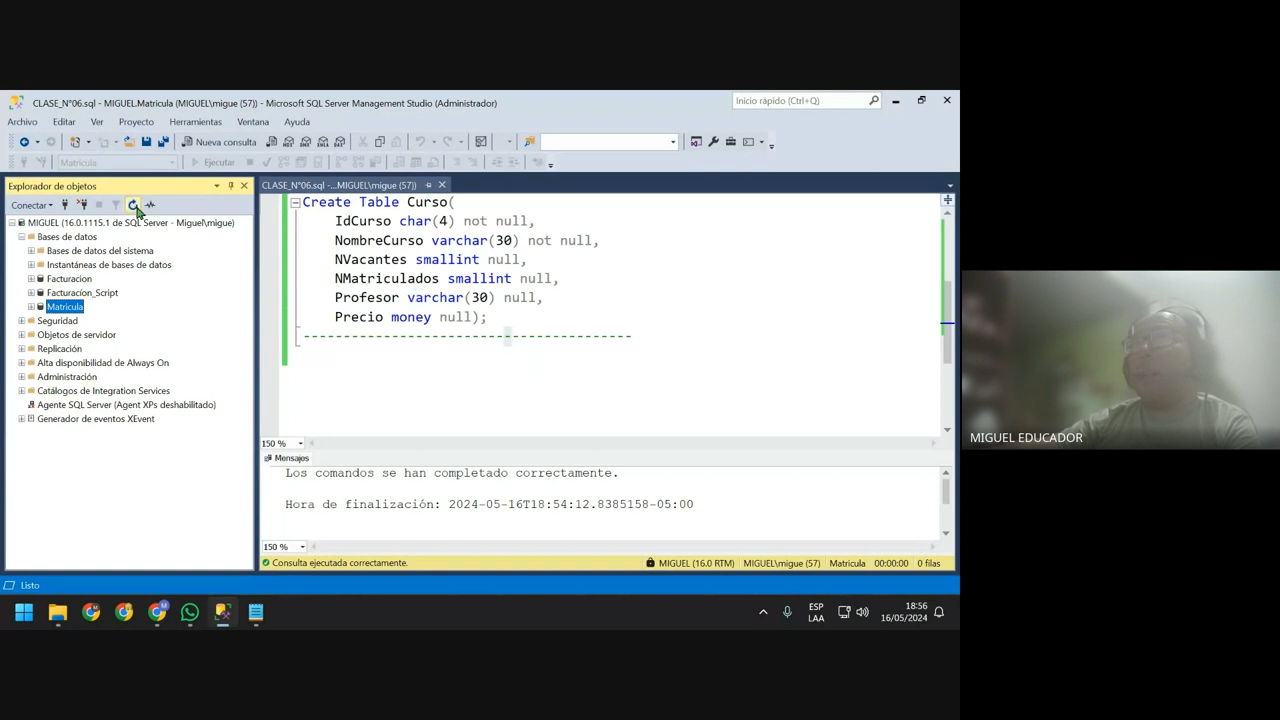 CLASE_N°06.sql - MIGUEL.Matricula (MIGUEL\migue (57)) - Microsoft SQL Server Management Studio (Administrador)
Inicio rápido (Ctrl+Q)
Archivo Editar Ver Proyecto Herramientas Ventana Ayuda
Nueva consulta
Matricula
Ejecutar
Explorador de objetos
Conectar
MIGUEL (16.0.1115.1 de SQL Server - Miguel\migue)
Bases de datos
Bases de datos del sistema
Instantáneas de bases de datos
Facturacion
Facturacion_Script
Matricula
Seguridad
Objetos de servidor
Replicación
Alta disponibilidad de Always On
Administración
Catálogos de Integration Services
Agente SQL Server (Agent XPs deshabilitado)
Generador de eventos XEvent
CLASE_N°06.sql -...MIGUEL\migue (57))
Create Table Curso(
IdCurso char(4) not null,
NombreCurso varchar(30) not null,
NVacantes smallint null,
NMatriculados smallint null,
Profesor varchar(30) null,
Precio money null);
-----------------------------------------
150 %
Mensajes
Los comandos se han completado correctamente.
Hora de finalización: 2024-05-16T18:54:12.8385158-05:00
150 %
Consulta ejecutada correctamente.
MIGUEL (16.0 RTM) MIGUEL\migue (57) Matricula 00:00:00 0 filas
Listo
ESP
LAA
18:56
16/05/2024
MIGUEL EDUCADOR